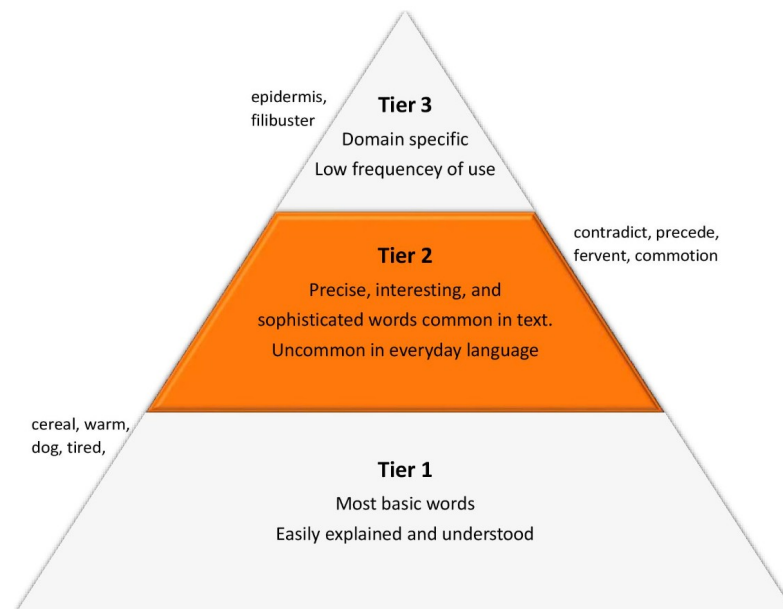 epidermis,
filibuster
Tier 3
Domain specific
Low frequencey of use
contradict, precede,
fervent, commotion
Tier 2
Precise, interesting, and
sophisticated words common in text.
Uncommon in everyday language
cereal, warm,
dog, tired,
Tier 1
Most basic words
Easily explained and understood